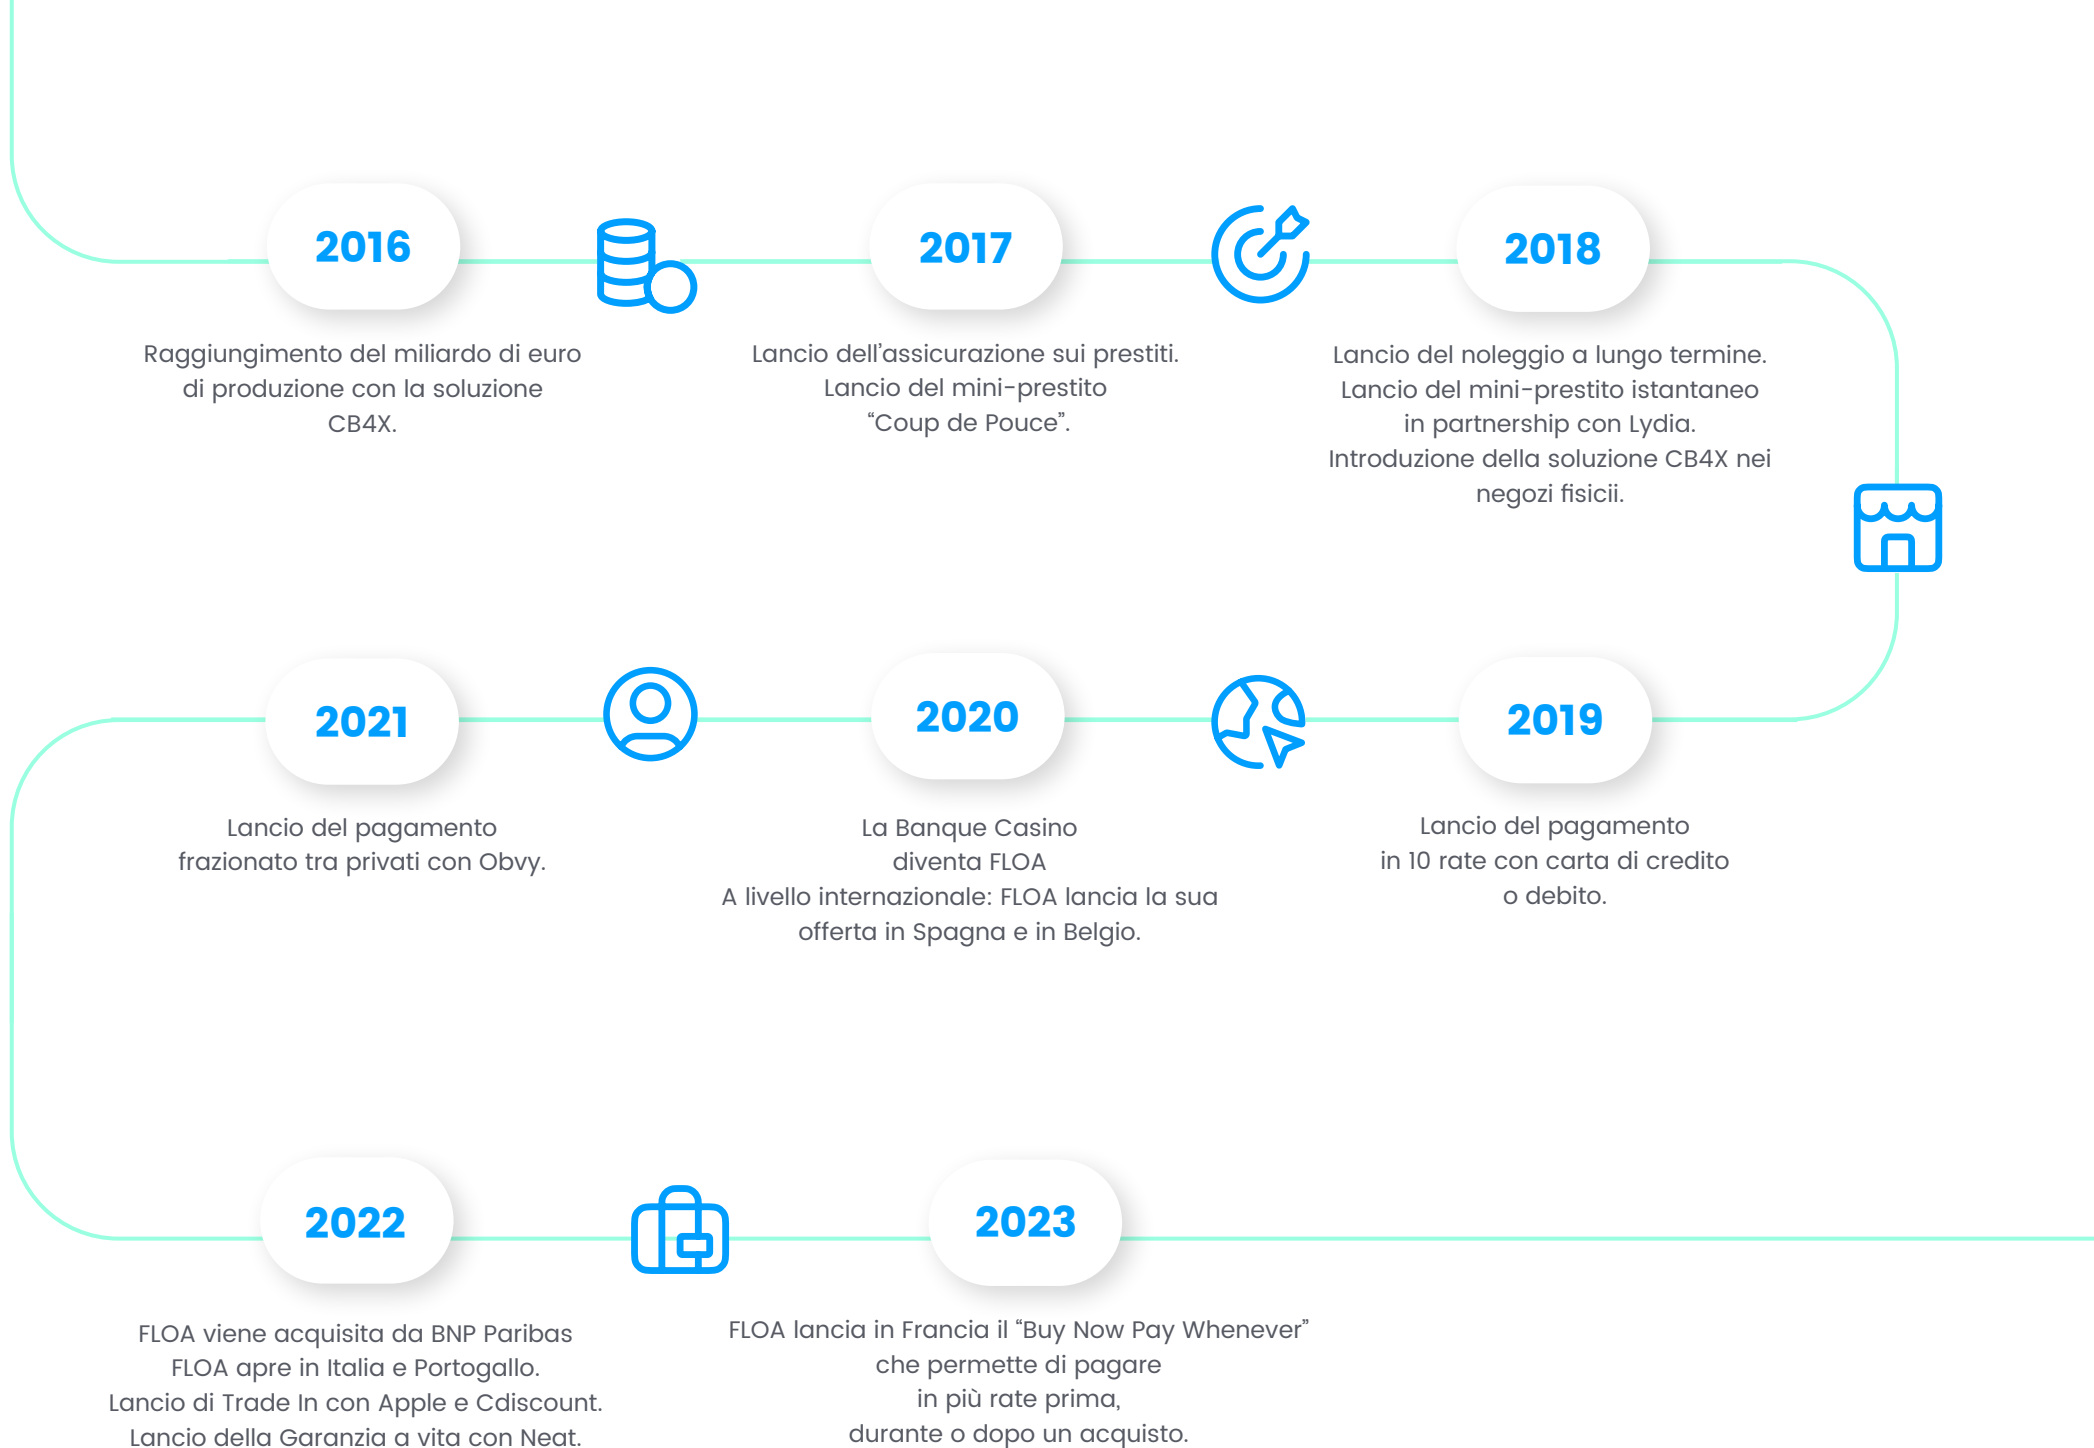 2016
Raggiungimento del miliardo di euro
di produzione con la soluzione
CB4X.
2017
Lancio dell’assicurazione sui prestiti.
Lancio del mini-prestito
“Coup de Pouce”.
2018
Lancio del noleggio a lungo termine.
Lancio del mini-prestito istantaneo
in partnership con Lydia.
Introduzione della soluzione CB4X nei
negozi fisicii.
2019
Lancio del pagamento
in 10 rate con carta di credito
o debito.
2020
La Banque Casino
diventa FLOA
A livello internazionale: FLOA lancia la sua
offerta in Spagna e in Belgio.
2021
Lancio del pagamento
frazionato tra privati con Obvy.
2022
FLOA viene acquisita da BNP Paribas
FLOA apre in Italia e Portogallo.
Lancio di Trade In con Apple e Cdiscount.
Lancio della Garanzia a vita con Neat.
2023
FLOA lancia in Francia il “Buy Now Pay Whenever”
che permette di pagare
in più rate prima,
durante o dopo un acquisto.